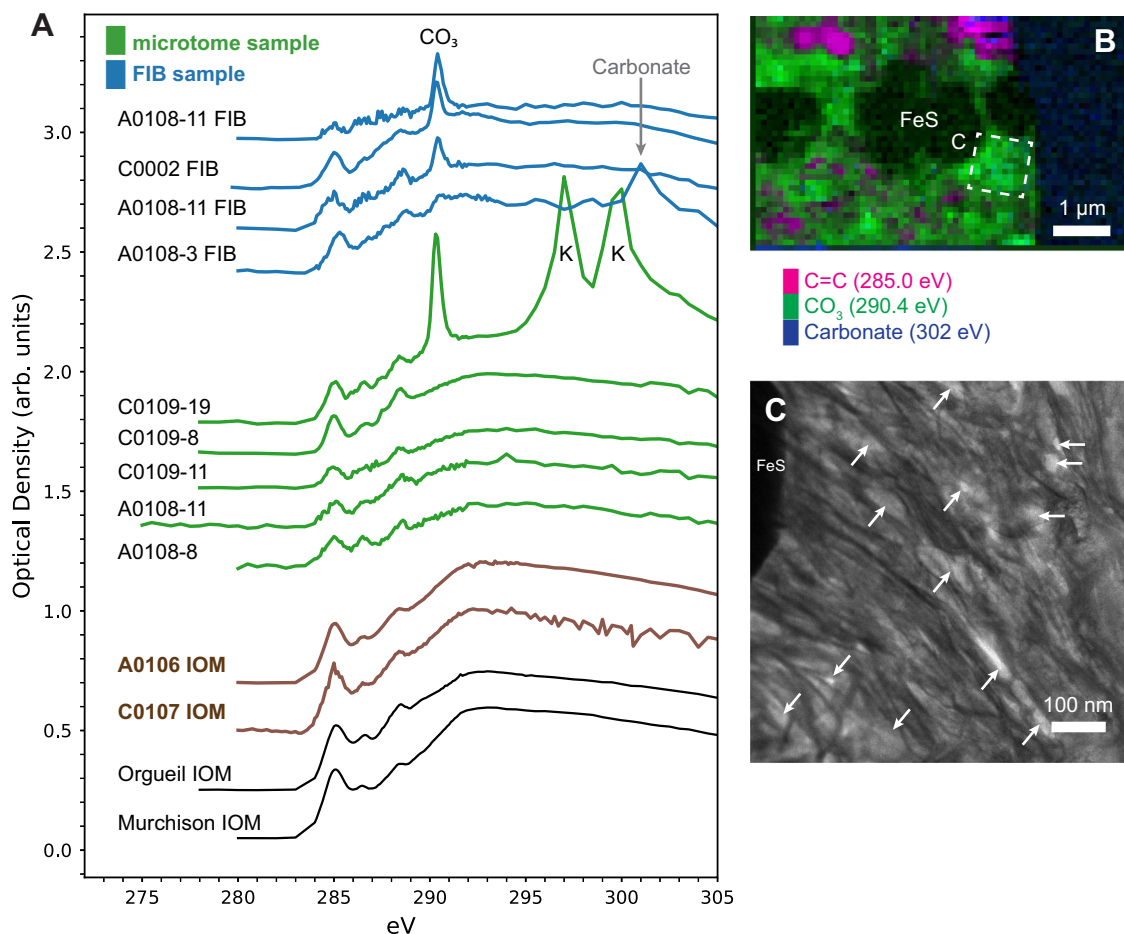 A
microtome sample
FIB sample
CO₃
Carbonate
A0108-11 FIB
C0002 FIB
A0108-11 FIB
A0108-3 FIB
K K
C0109-19
C0109-8
C0109-11
A0108-11
A0108-8
A0106 IOM
C0107 IOM
Orgueil IOM
Murchison IOM
Optical Density (arb. units)
3.0
2.5
2.0
1.5
1.0
0.5
0.0
275 280 285 290 295 300 305
eV
B
FeS
C
1 µm
C=C (285.0 eV)
CO₃ (290.4 eV)
Carbonate (302 eV)
C
FeS
100 nm